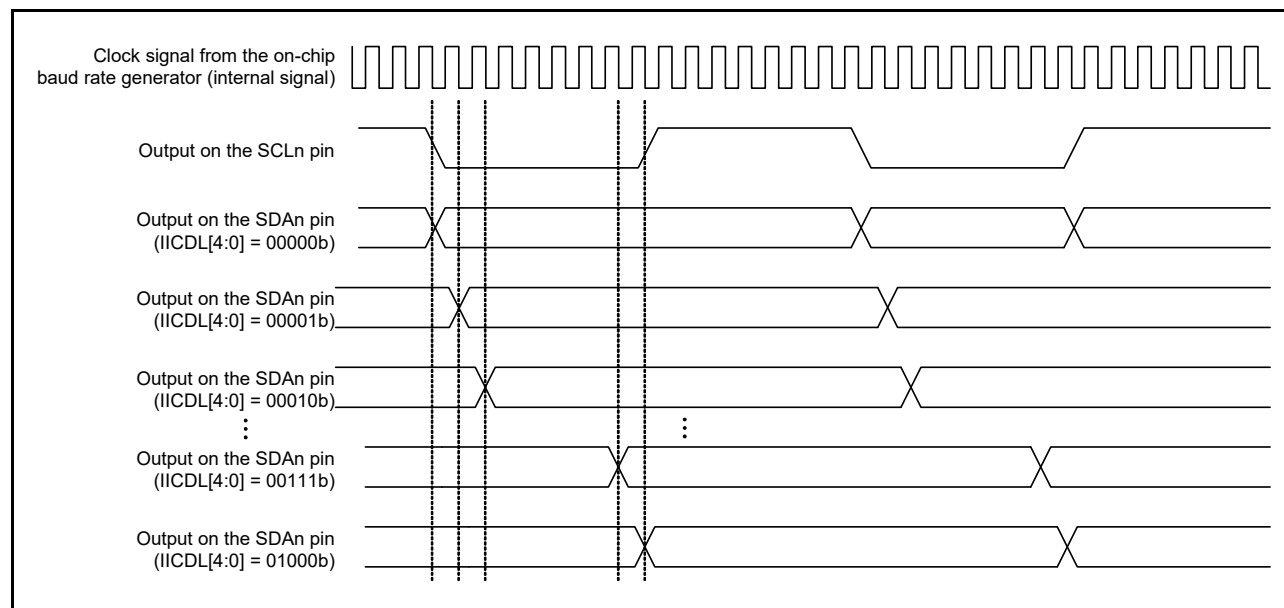 Clock signal from the on-chip
baud rate generator (internal signal)
Output on the SCLn pin
Output on the SDAn pin
(IICDL[4:0] = 00000b)
Output on the SDAn pin
(IICDL[4:0] = 00001b)
Output on the SDAn pin
(IICDL[4:0] = 00010b)
Output on the SDAn pin
(IICDL[4:0] = 00111b)
Output on the SDAn pin
(IICDL[4:0] = 01000b)